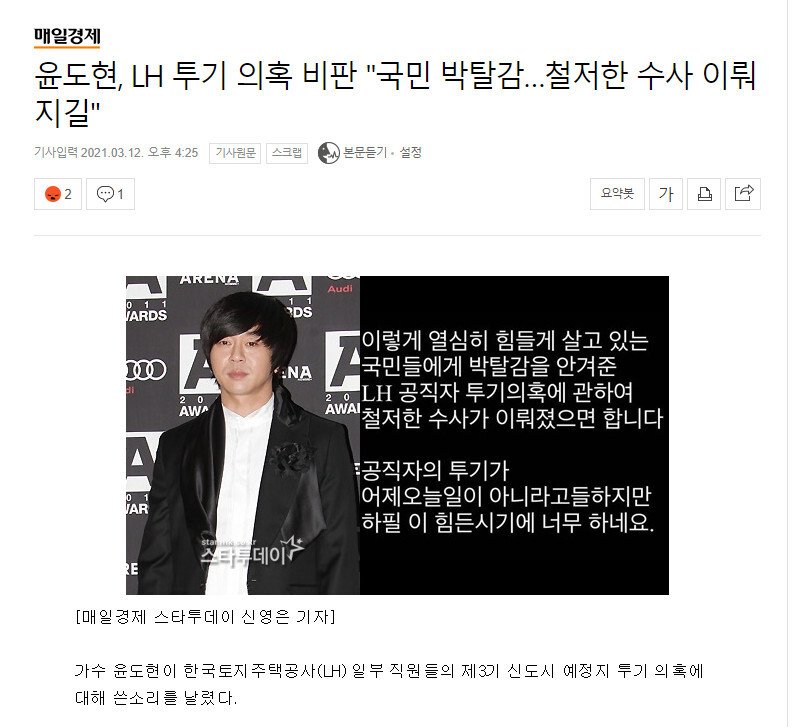 매일경제
윤도현, LH 투기 의혹 비판 "국민 박탈감...철저한 수사 이뤄
지길"
기사입력 2021.03.12. 오후 4:25 기사원문 스크랩 본문듣기 · 설정
2 1 요약봇 가
ARENA
2011
AWARDS
Audi
A
이렇게 열심히 힘들게 살고 있는
국민들에게 박탈감을 안겨준
LH 공직자 투기의혹에 관하여
철저한 수사가 이뤄졌으면 합니다
공직자의 투기가
어제오늘일이 아니라고들하지만
하필 이 힘든시기에 너무 하네요.
스타투데이
[매일경제 스타투데이 신영은 기자]
가수 윤도현이 한국토지주택공사(LH) 일부 직원들의 제3기 신도시 예정지 투기 의혹에
대해 쓴소리를 날렸다.